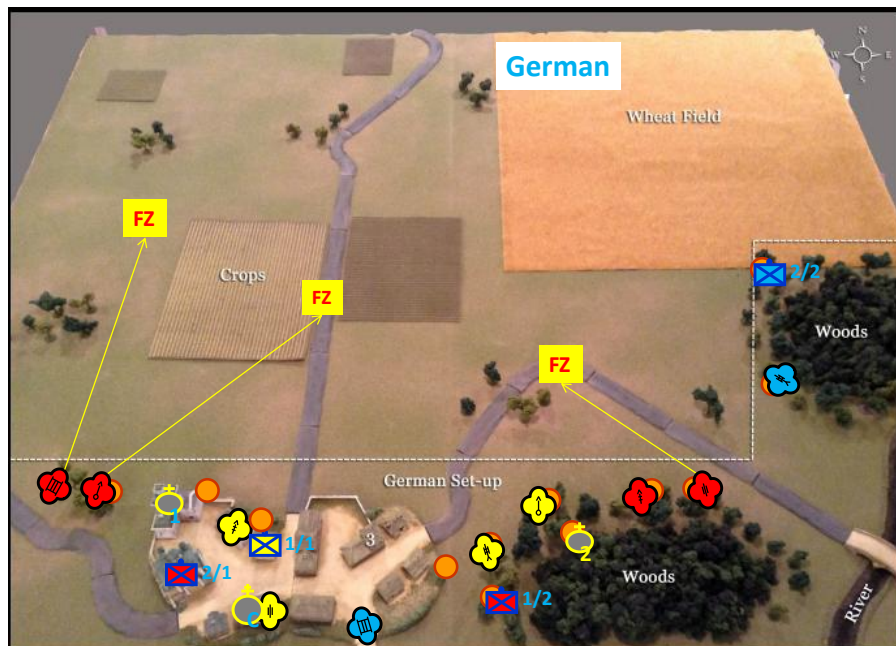 German
N
W E
S
Wheat Field
FZ
Crops
FZ
2/2
Woods
FZ
German Set-up
1
1/1
3
2
2/1
Woods
1/2
C
River